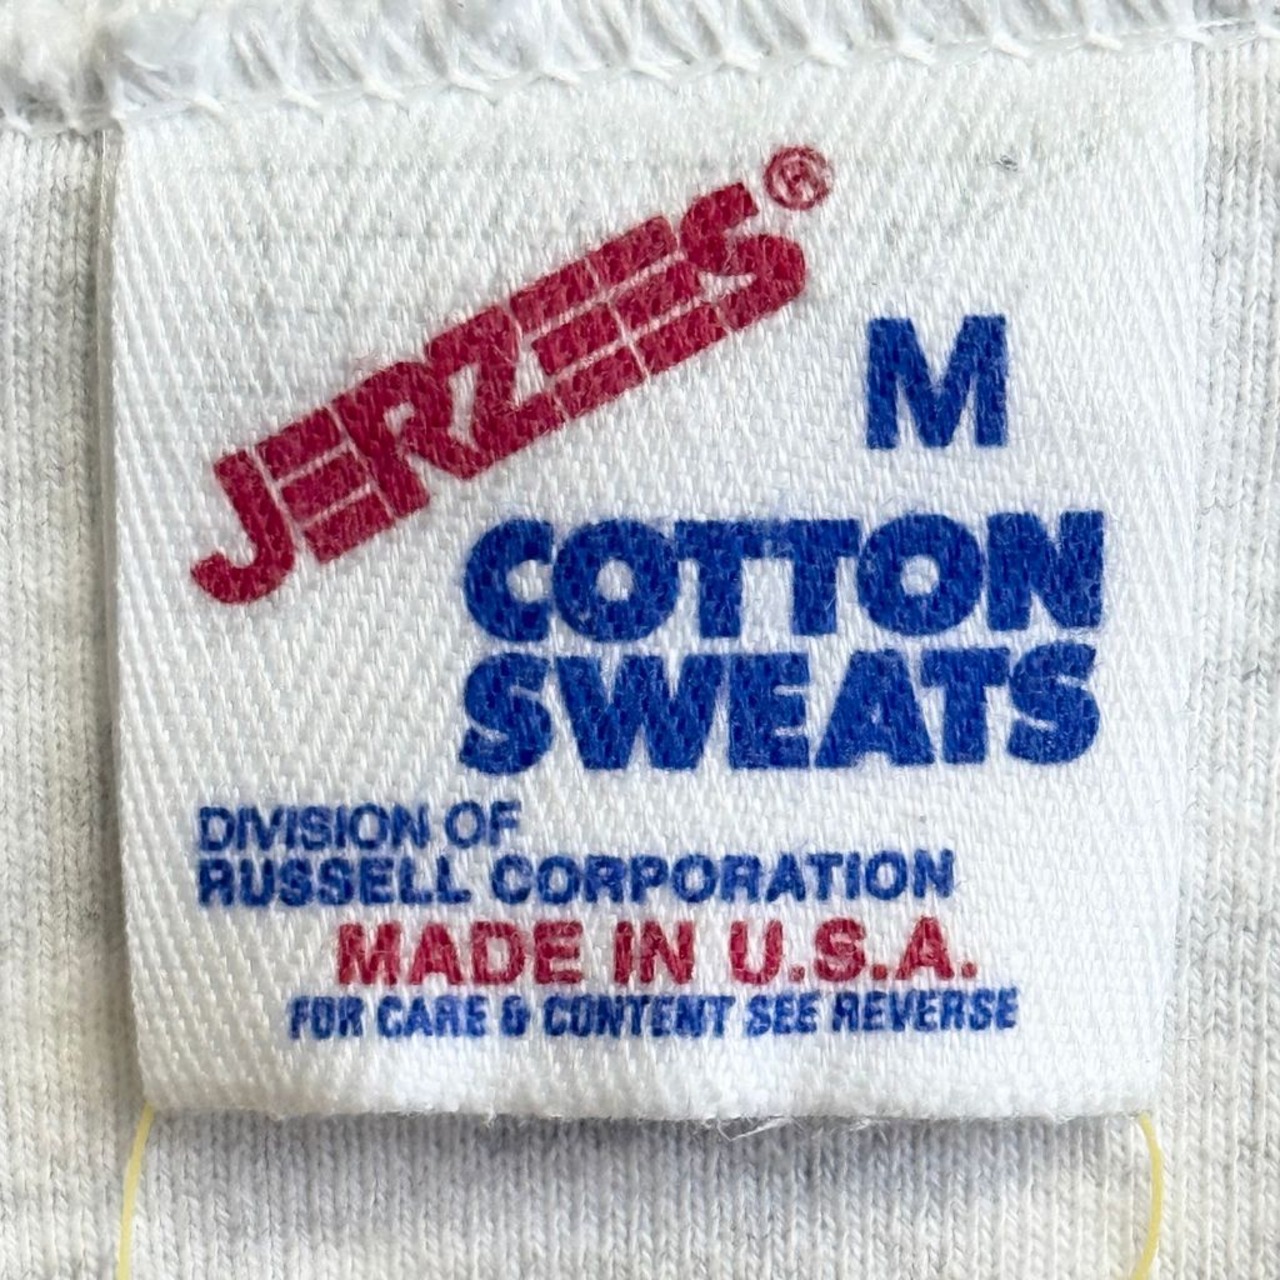 JERZEES®
M
COTTON
SWEATS
DIVISION OF
RUSSELL CORPORATION
MADE IN U.S.A.
FOR CARE & CONTENT SEE REVERSE